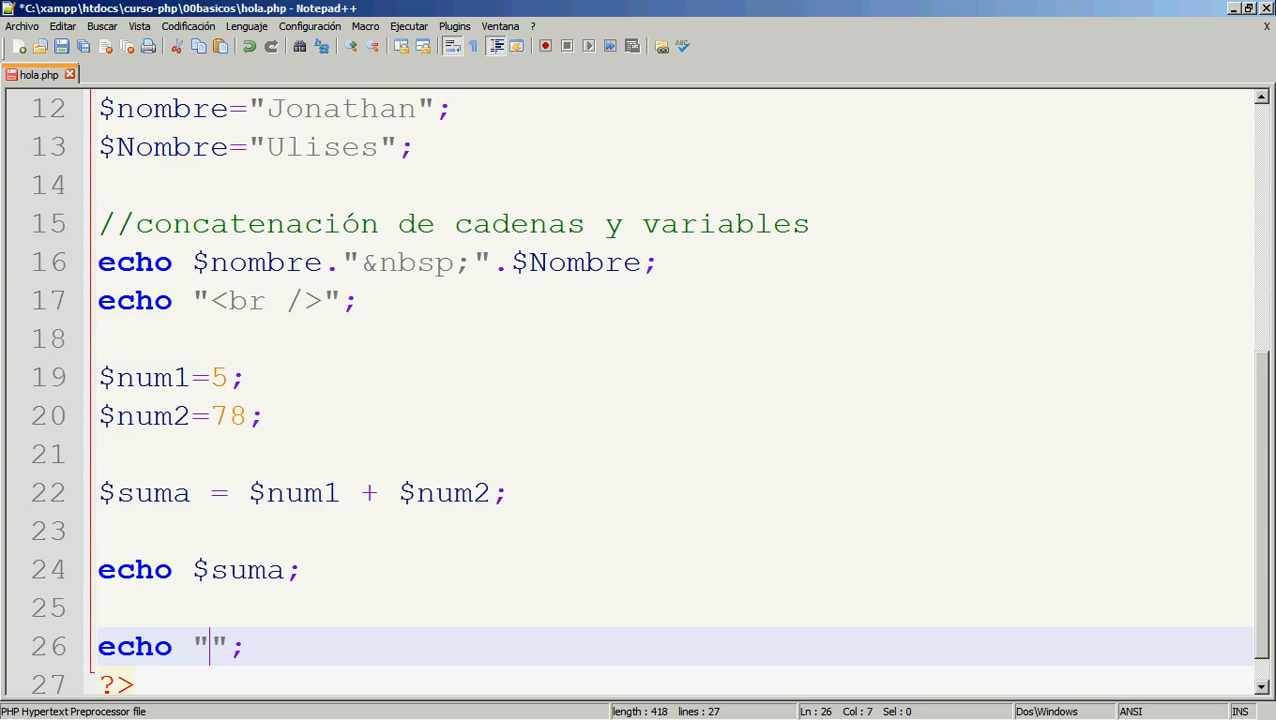 *C:\xampp\htdocs\curso-php\00basicos\hola.php - Notepad++
Archivo Editar Buscar Vista Codificación Lenguaje Configuración Macro Ejecutar Plugins Ventana ? X
hola.php
12 $nombre="Jonathan";
13 $Nombre="Ulises";
14
15 //concatenación de cadenas y variables
16 echo $nombre."&nbsp;".$Nombre;
17 echo "<br />";
18
19 $num1=5;
20 $num2=78;
21
22 $suma = $num1 + $num2;
23
24 echo $suma;
25
26 echo "";
27 ?>
PHP Hypertext Preprocessor file length : 418 lines : 27 Ln : 26 Col : 7 Sel : 0 Dos\Windows ANSI INS